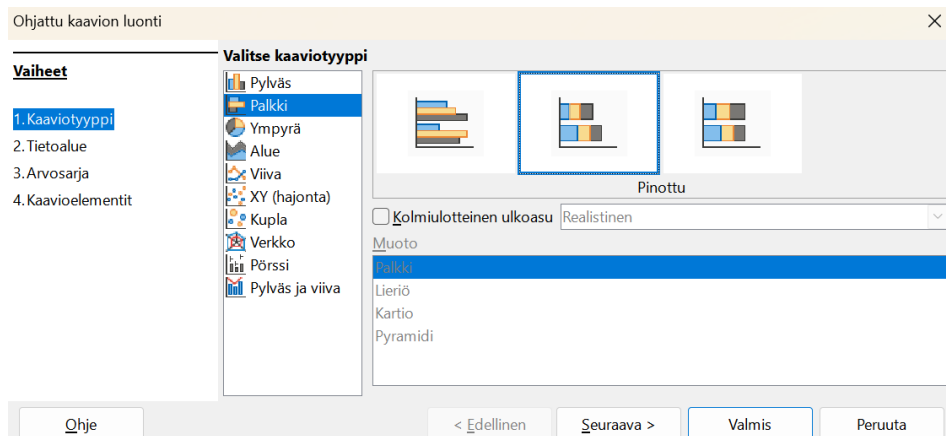 Ohjattu kaavion luonti
Vaiheet
1. Kaaviotyyppi
2. Tietoalue
3. Arvosarja
4. Kaavioelementit
Valitse kaaviotyyppi
Pylväs
Palkki
Ympyrä
Alue
Viiva
XY (hajonta)
Kupla
Verkko
Pörssi
Pylväs ja viiva
Pinottu
Kolmiulotteinen ulkoasu Realistinen
Muoto
Palkki
Lieriö
Kartio
Pyramidi
Ohje < Edellinen Seuraava > Valmis Peruuta